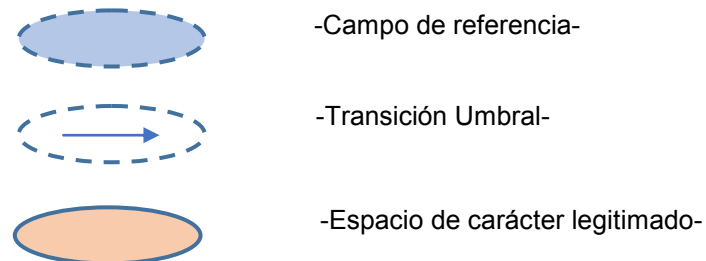 -Campo de referencia-
-Transición Umbral-
-Espacio de carácter legitimado-